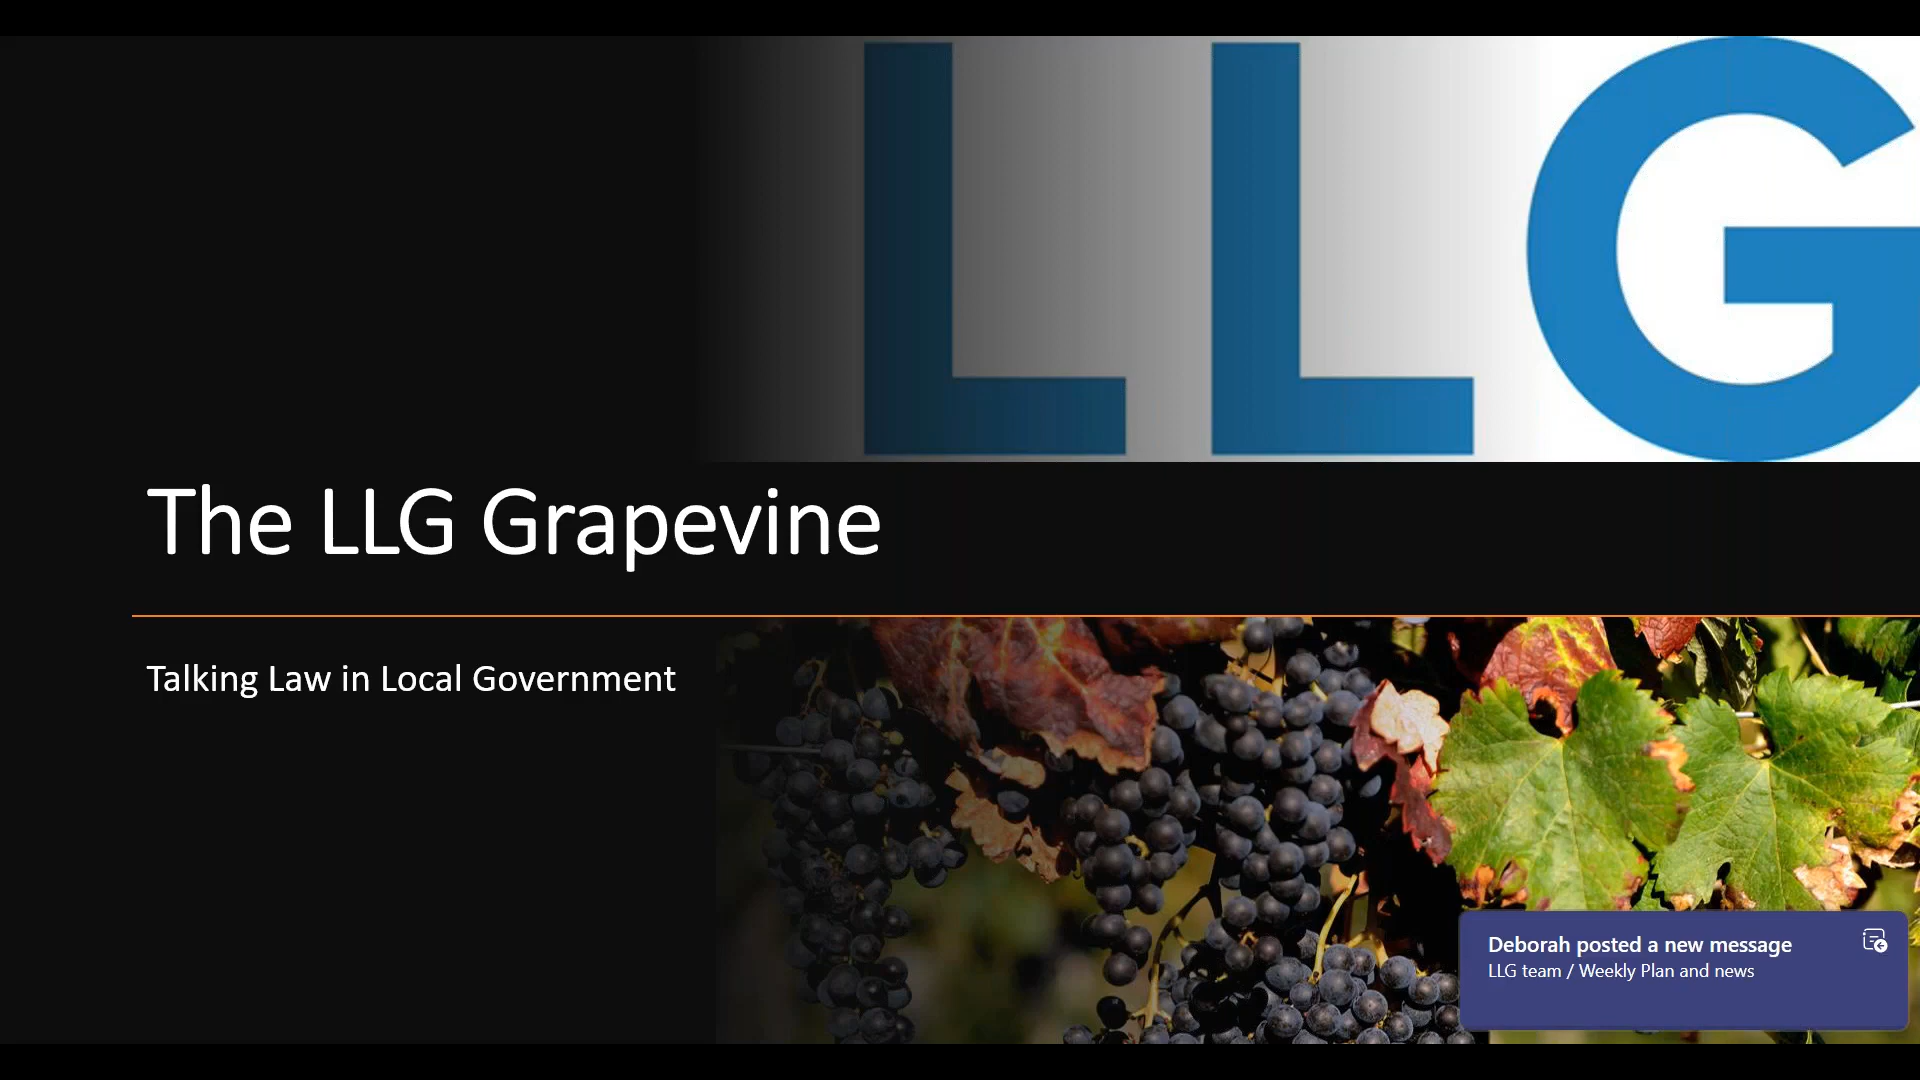 LLG
The LLG Grapevine
Talking Law in Local Government
Deborah posted a new message
LLG team / Weekly Plan and news